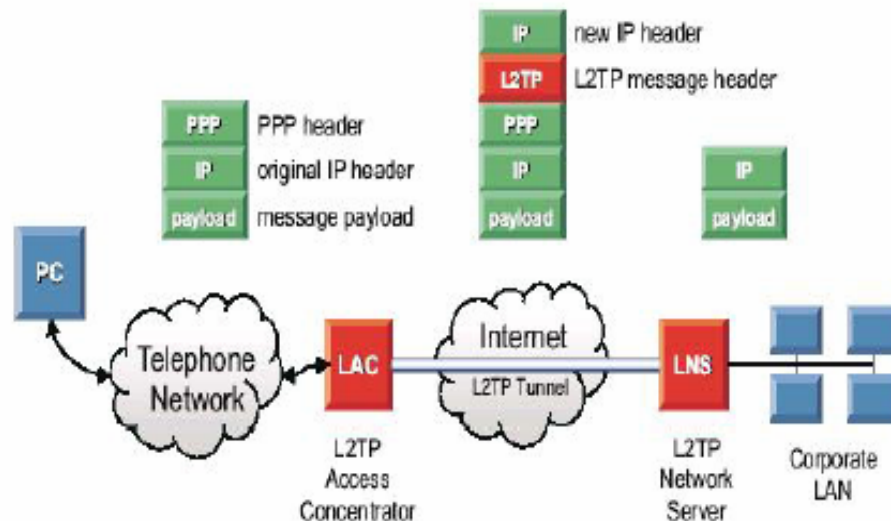 IP new IP header
L2TP L2TP message header
PPP PPP header
PPP
IP original IP header
IP
IP
payload message payload
payload
payload
PC
Telephone
Network
LAC
Internet
L2TP Tunnel
LNS
L2TP
Access
Concentrator
L2TP
Network
Server
Corporate
LAN